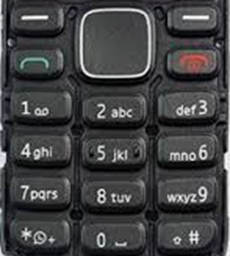 1 ꝏ 2 abc def 3
4 ghi 5 jkl mno 6
7 pqrs 8 tuv wxyz 9
* + 0 ⎵ #